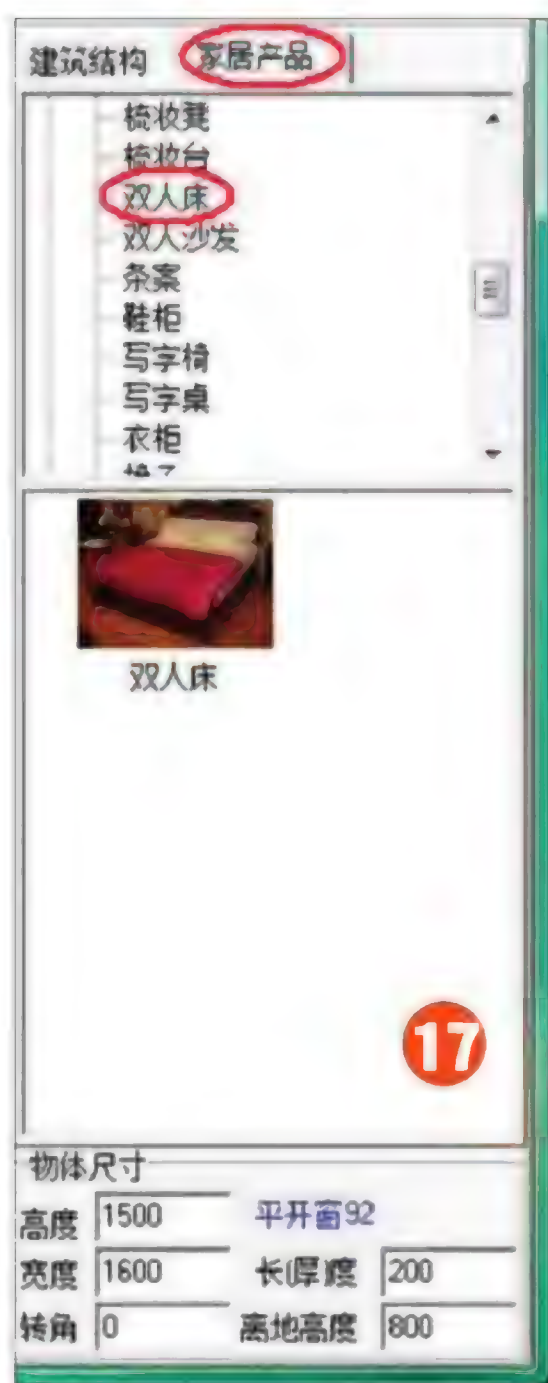 建筑结构 家居产品
梳妆凳
梳妆台
双人床
双人沙发
条案
鞋柜
写字椅
写字桌
衣柜
双人床
17
物体尺寸
高度 1500 平开窗92
宽度 1600 长(厚)度 200
转角 0 离地高度 800